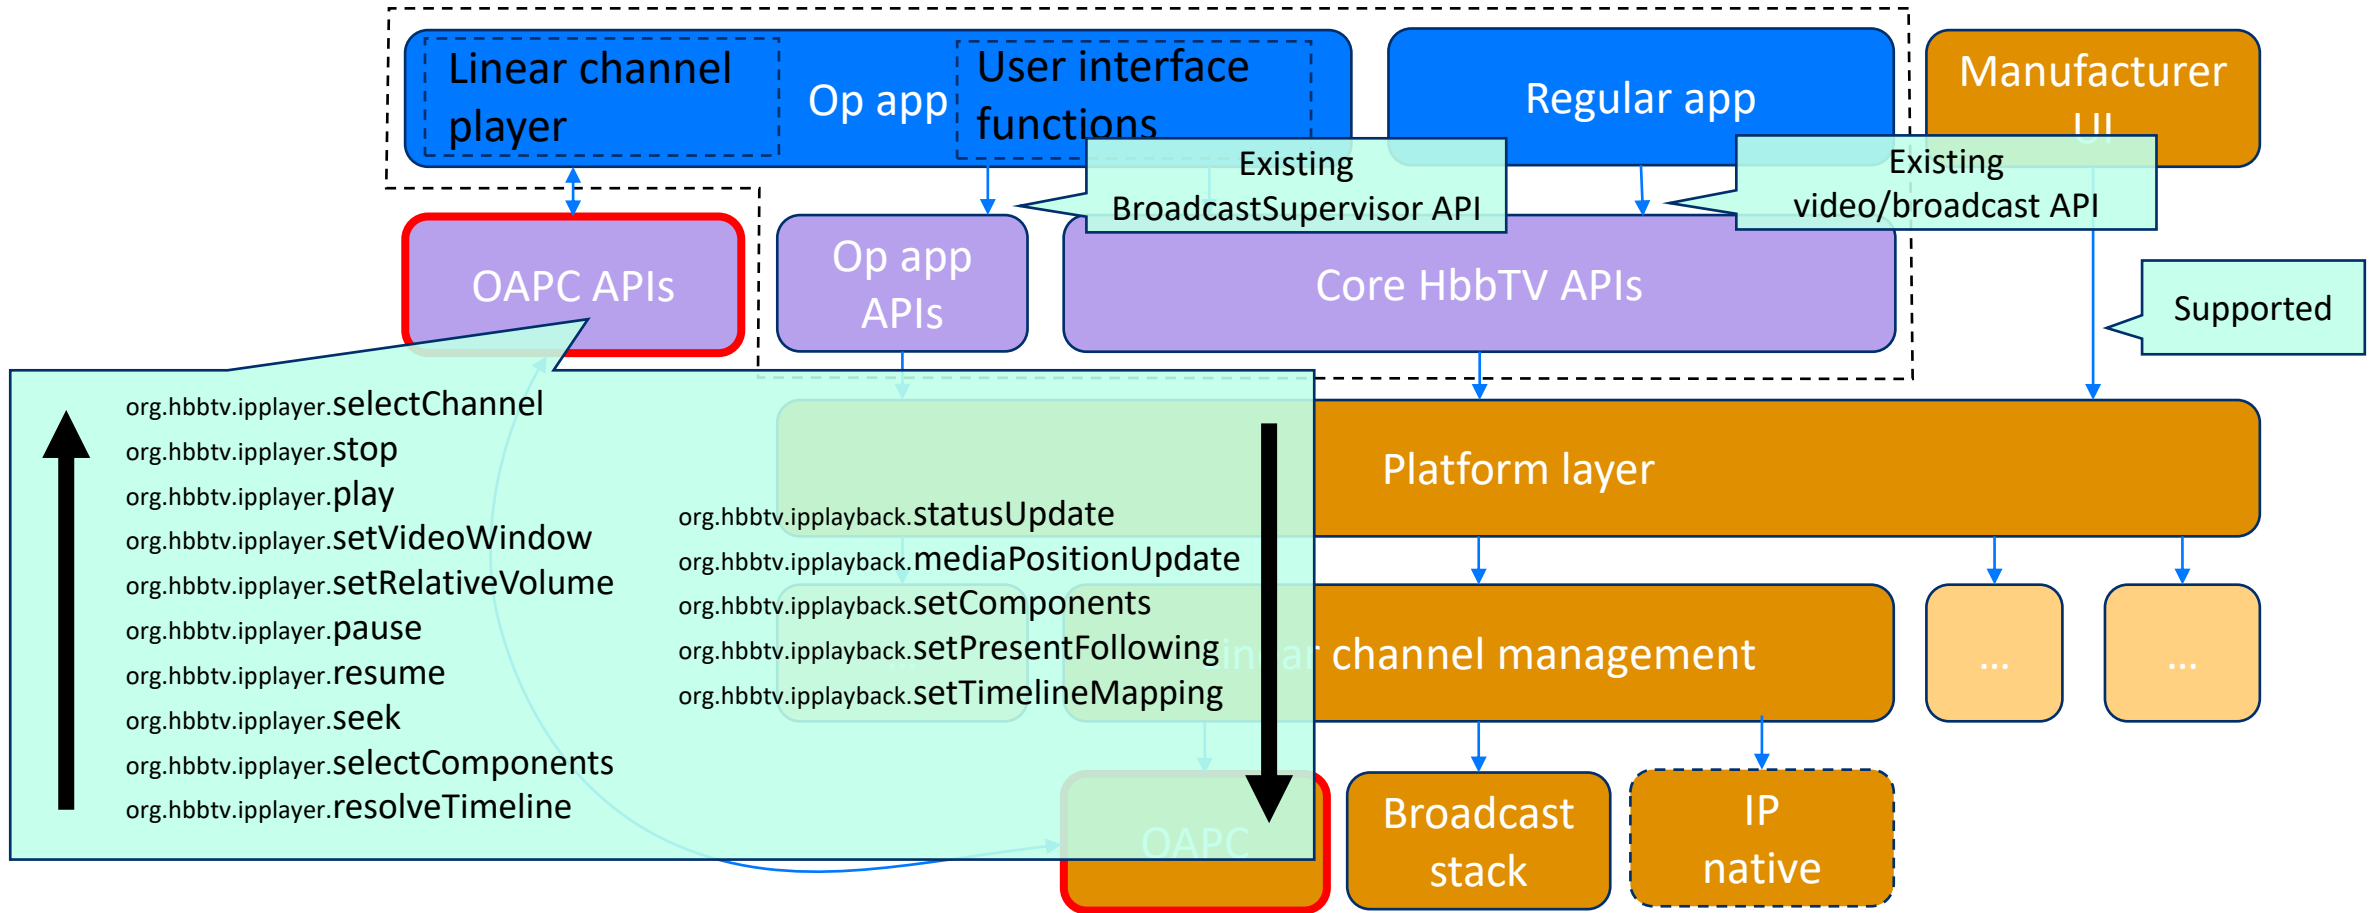 Linear channel
player
Op app
User interface
functions
Regular app
Manufacturer
UI
Existing
BroadcastSupervisor API
Existing
video/broadcast API
OAPC APIs
Op app
APIs
Core HbbTV APIs
Supported
org.hbbtv.ipplayer.selectChannel
org.hbbtv.ipplayer.stop
org.hbbtv.ipplayer.play
org.hbbtv.ipplayer.setVideoWindow
org.hbbtv.ipplayer.setRelativeVolume
org.hbbtv.ipplayer.pause
org.hbbtv.ipplayer.resume
org.hbbtv.ipplayer.seek
org.hbbtv.ipplayer.selectComponents
org.hbbtv.ipplayer.resolveTimeline
org.hbbtv.ipplayback.statusUpdate
org.hbbtv.ipplayback.mediaPositionUpdate
org.hbbtv.ipplayback.setComponents
org.hbbtv.ipplayback.setPresentFollowing
org.hbbtv.ipplayback.setTimelineMapping
Platform layer
Linear channel management
...
...
OAPC
Broadcast
stack
IP
native